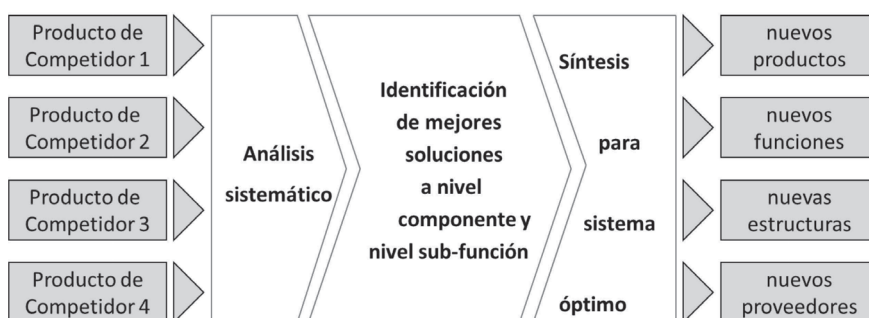 Producto de
Competidor 1
Producto de
Competidor 2
Producto de
Competidor 3
Producto de
Competidor 4
Análisis
sistemático
Identificación
de mejores
soluciones
a nivel
componente y
nivel sub-función
Síntesis
para
sistema
óptimo
nuevos
productos
nuevos
funciones
nuevas
estructuras
nuevos
proveedores